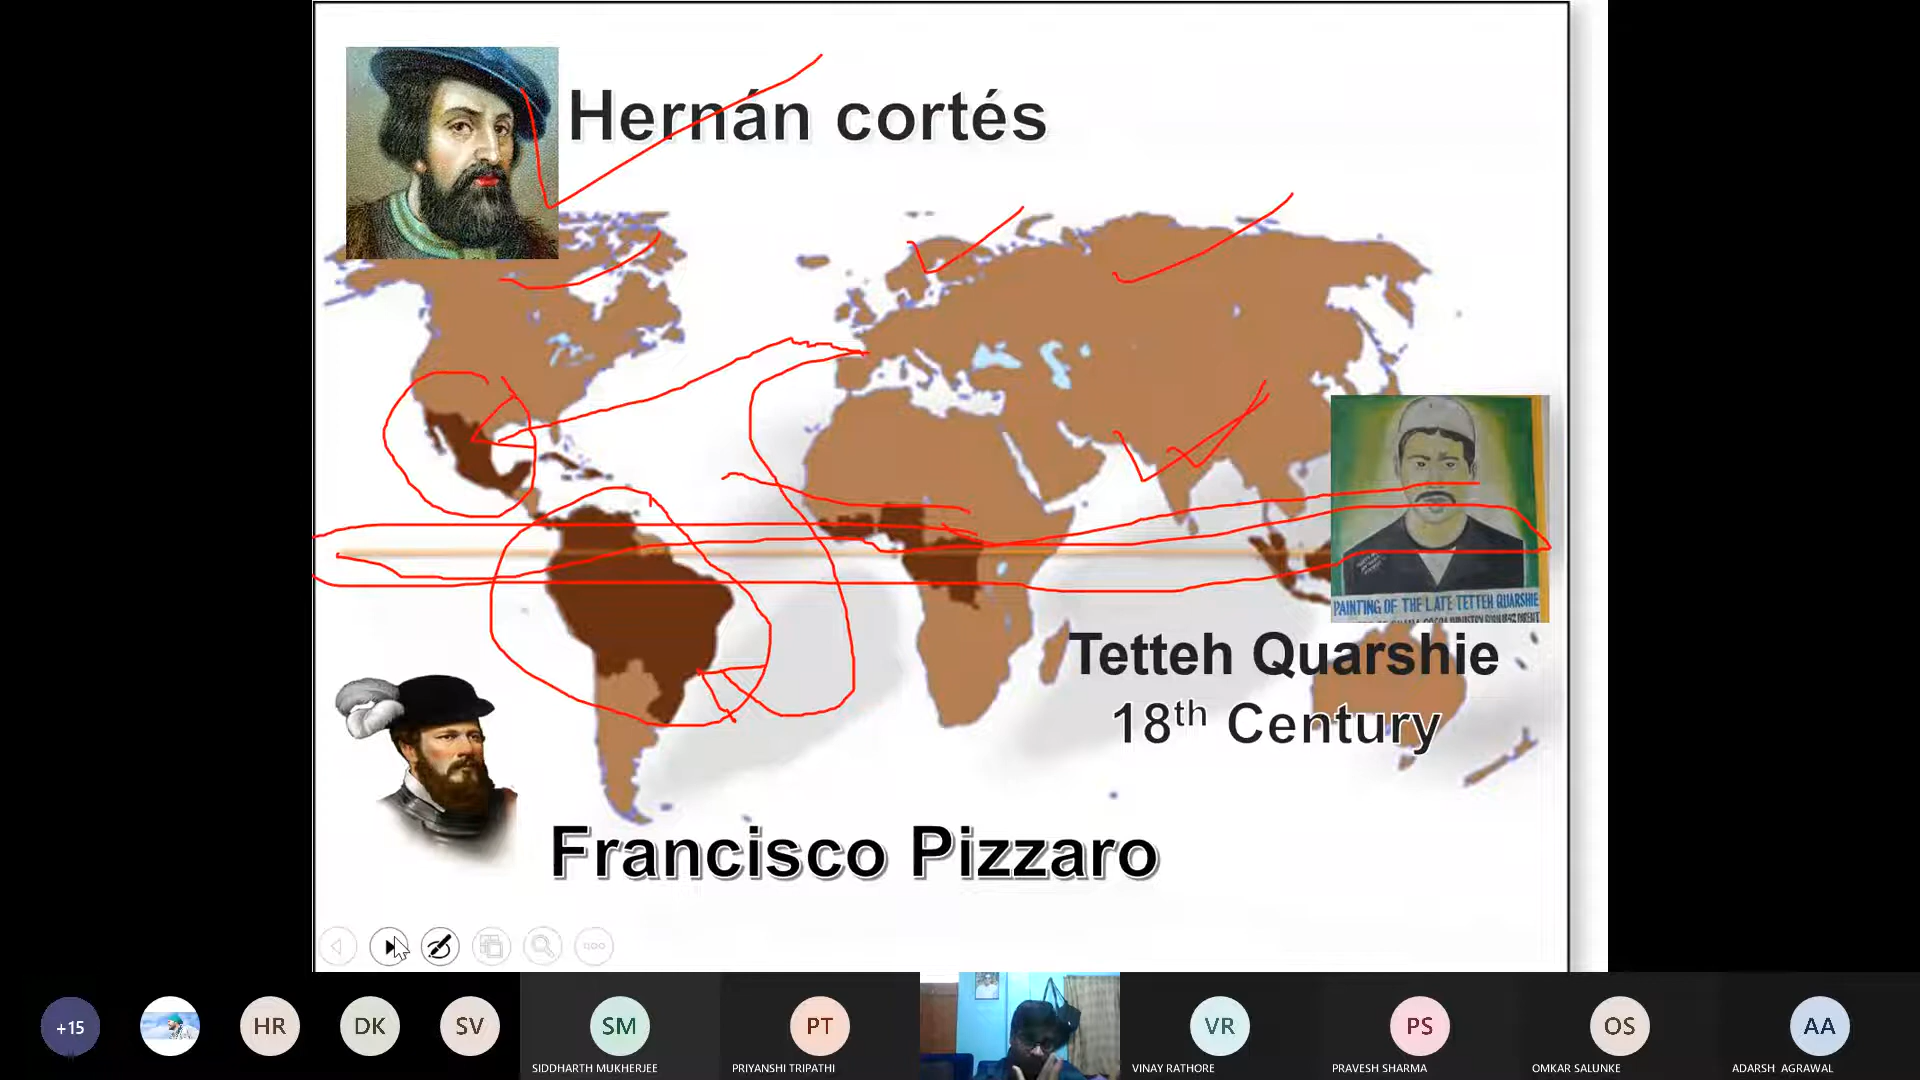 Hernán cortés
PAINTING OF THE LATE TETTEH QUARSHIE
Tetteh Quarshie
18th Century
Francisco Pizzaro
+15
HR
DK
SV
SM
PT
VR
PS
OS
AA
SIDDHARTH MUKHERJEE
PRIYANSHI TRIPATHI
VINAY RATHORE
PRAVESH SHARMA
OMKAR SALUNKE
ADARSH AGRAWAL